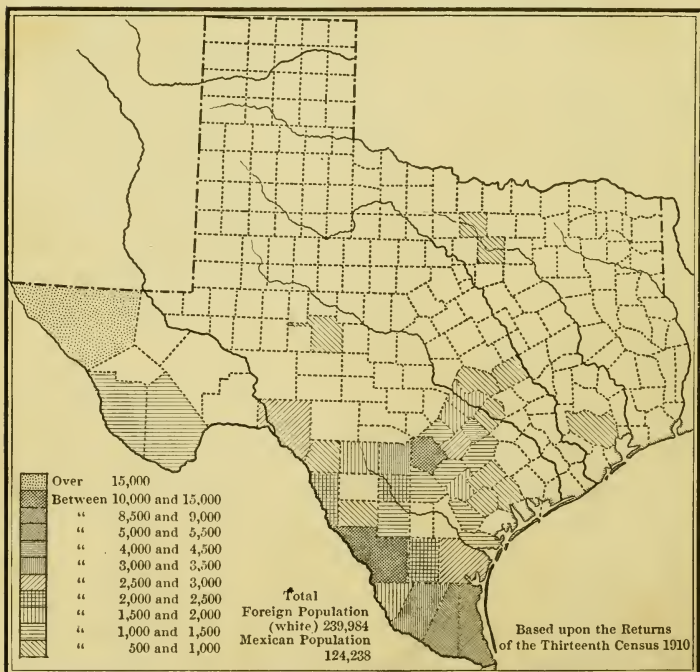 Over 15,000
Between 10,000 and 15,000
“ 8,500 and 9,000
“ 5,000 and 5,500
“ 4,000 and 4,500
“ 3,000 and 3,500
“ 2,500 and 3,000
“ 2,000 and 2,500
“ 1,500 and 2,000
“ 1,000 and 1,500
“ 500 and 1,000
Total
Foreign Population
(white) 239,984
Mexican Population
124,238
Based upon the Returns
of the Thirteenth Census 1910